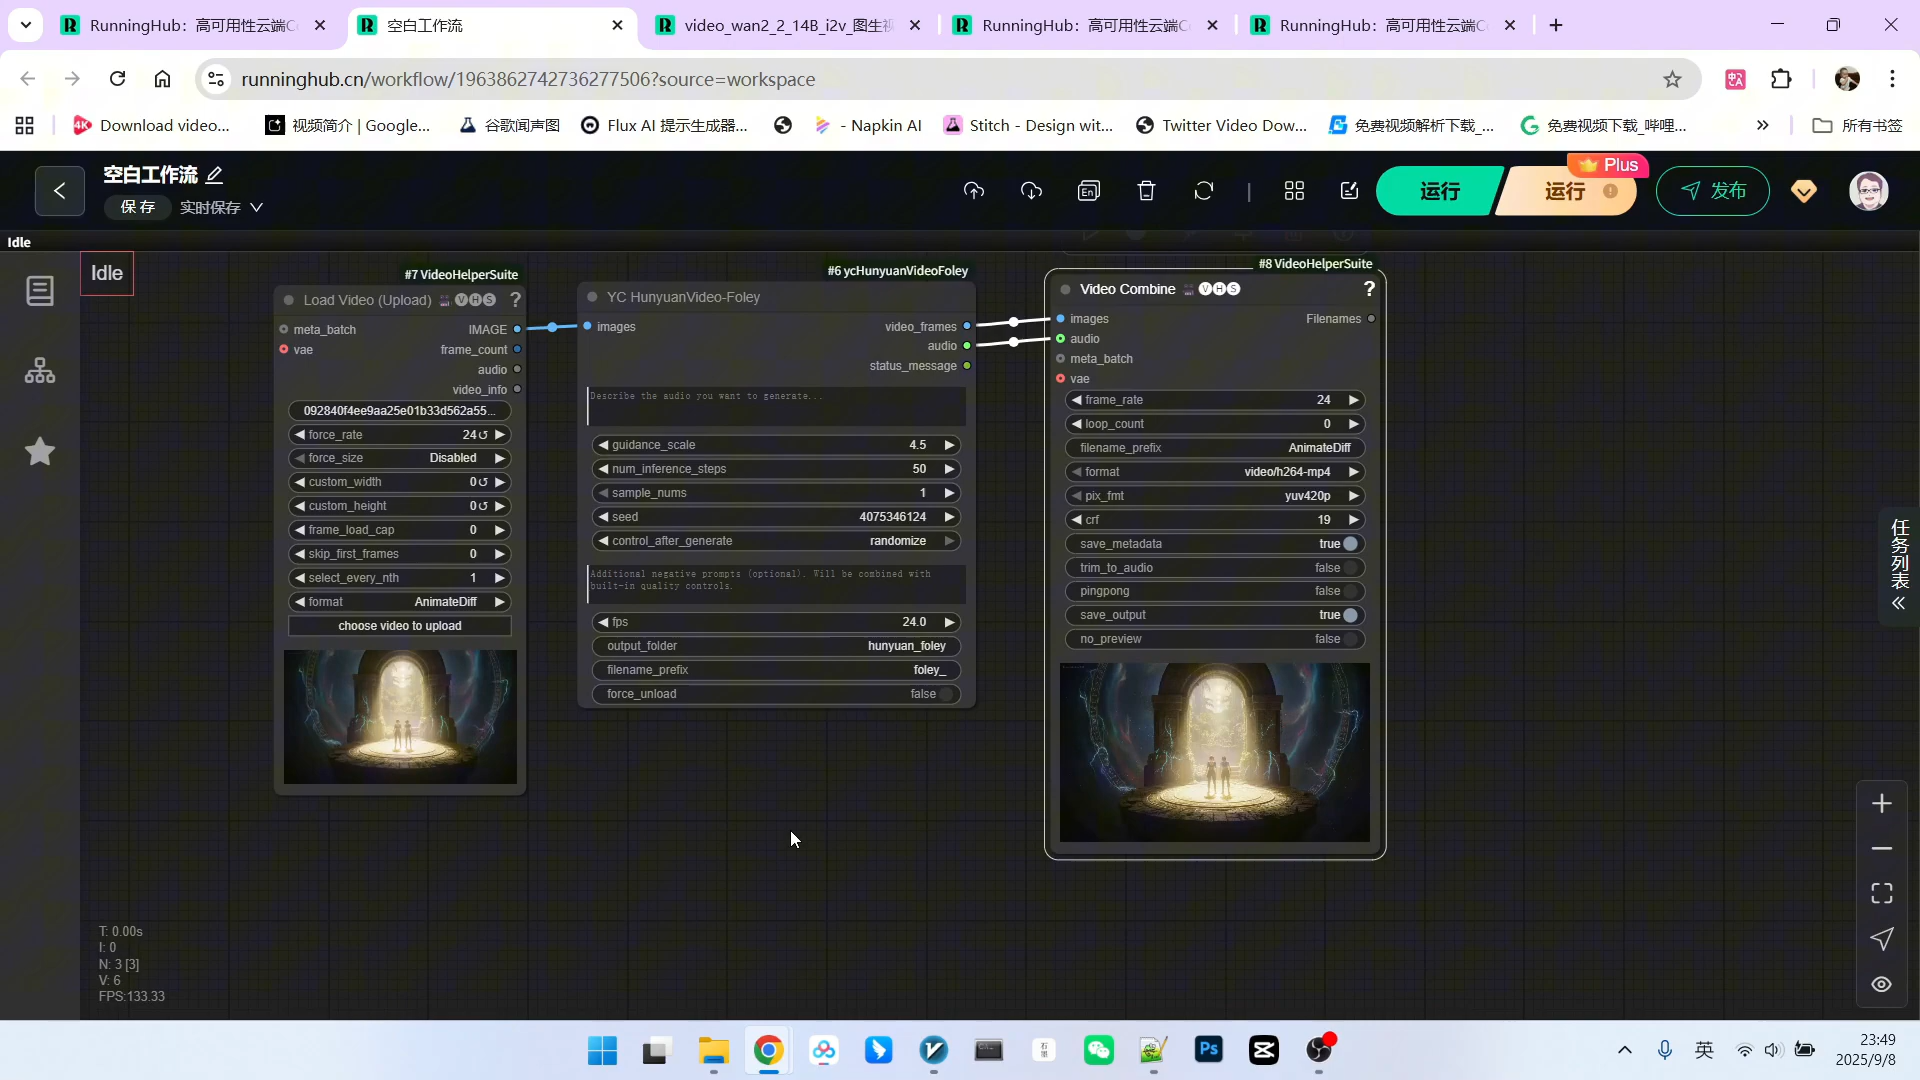 RunningHub：高可用性云端C
空白工作流
video_wan2_2_14B_i2v_图生视
RunningHub：高可用性云端C
RunningHub：高可用性云端C
runninghub.cn/workflow/1963862742736277506?source=workspace
Download video...
视频简介 | Google...
谷歌闻声图
Flux AI 提示生成器...
- Napkin AI
Stitch - Design wit...
Twitter Video Dow...
免费视频解析下载_...
免费视频下载_哔哩...
所有书签
空白工作流
保存
实时保存
En
运行
运行
Plus
发布
Idle
Idle
#7 VideoHelperSuite
Load Video (Upload)
VHS
?
meta_batch
IMAGE
vae
frame_count
audio
video_info
092840f4ee9aa25e01b33d562a55...
force_rate 24
force_size Disabled
custom_width 0
custom_height 0
frame_load_cap 0
skip_first_frames 0
select_every_nth 1
format AnimateDiff
choose video to upload
#6 ycHunyuanVideoFoley
YC HunyuanVideo-Foley
images
video_frames
audio
status_message
Describe the audio you want to generate...
guidance_scale 4.5
num_inference_steps 50
sample_nums 1
seed 4075346124
control_after_generate randomize
Additional negative prompts (optional). Will be combined with
built-in quality controls.
fps 24.0
output_folder hunyuan_foley
filename_prefix foley_
force_unload false
#8 VideoHelperSuite
Video Combine
VHS
?
images
Filenames
audio
meta_batch
vae
frame_rate 24
loop_count 0
filename_prefix AnimateDiff
format video/h264-mp4
pix_fmt yuv420p
crf 19
save_metadata true
trim_to_audio false
pingpong false
save_output true
no_preview false
任务列表
T: 0.00s
I: 0
N: 3 [3]
V: 6
FPS:133.33
Ps
英
23:49
2025/9/8